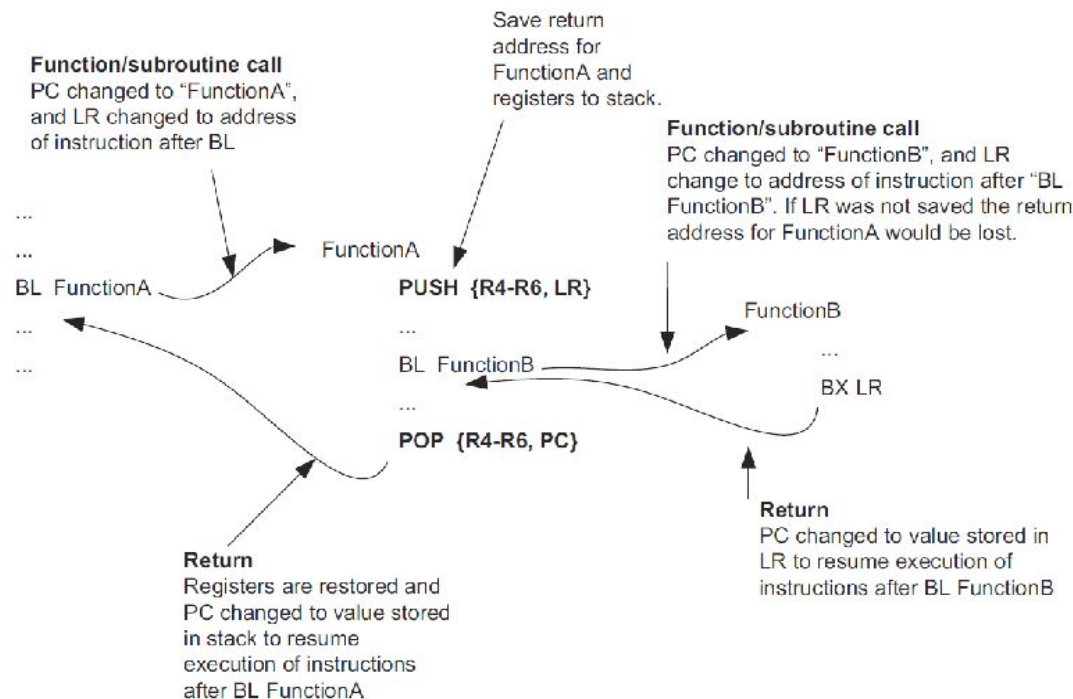 Save return
address for
FunctionA and
registers to stack.
Function/subroutine call
PC changed to “FunctionA”,
and LR changed to address
of instruction after BL
Function/subroutine call
PC changed to “FunctionB”, and LR
change to address of instruction after “BL
FunctionB”. If LR was not saved the return
address for FunctionA would be lost.
...
...
BL FunctionA
...
...
FunctionA
PUSH {R4-R6, LR}
...
BL FunctionB
...
POP {R4-R6, PC}
FunctionB
...
BX LR
Return
Registers are restored and
PC changed to value stored
in stack to resume
execution of instructions
after BL FunctionA
Return
PC changed to value stored in
LR to resume execution of
instructions after BL FunctionB